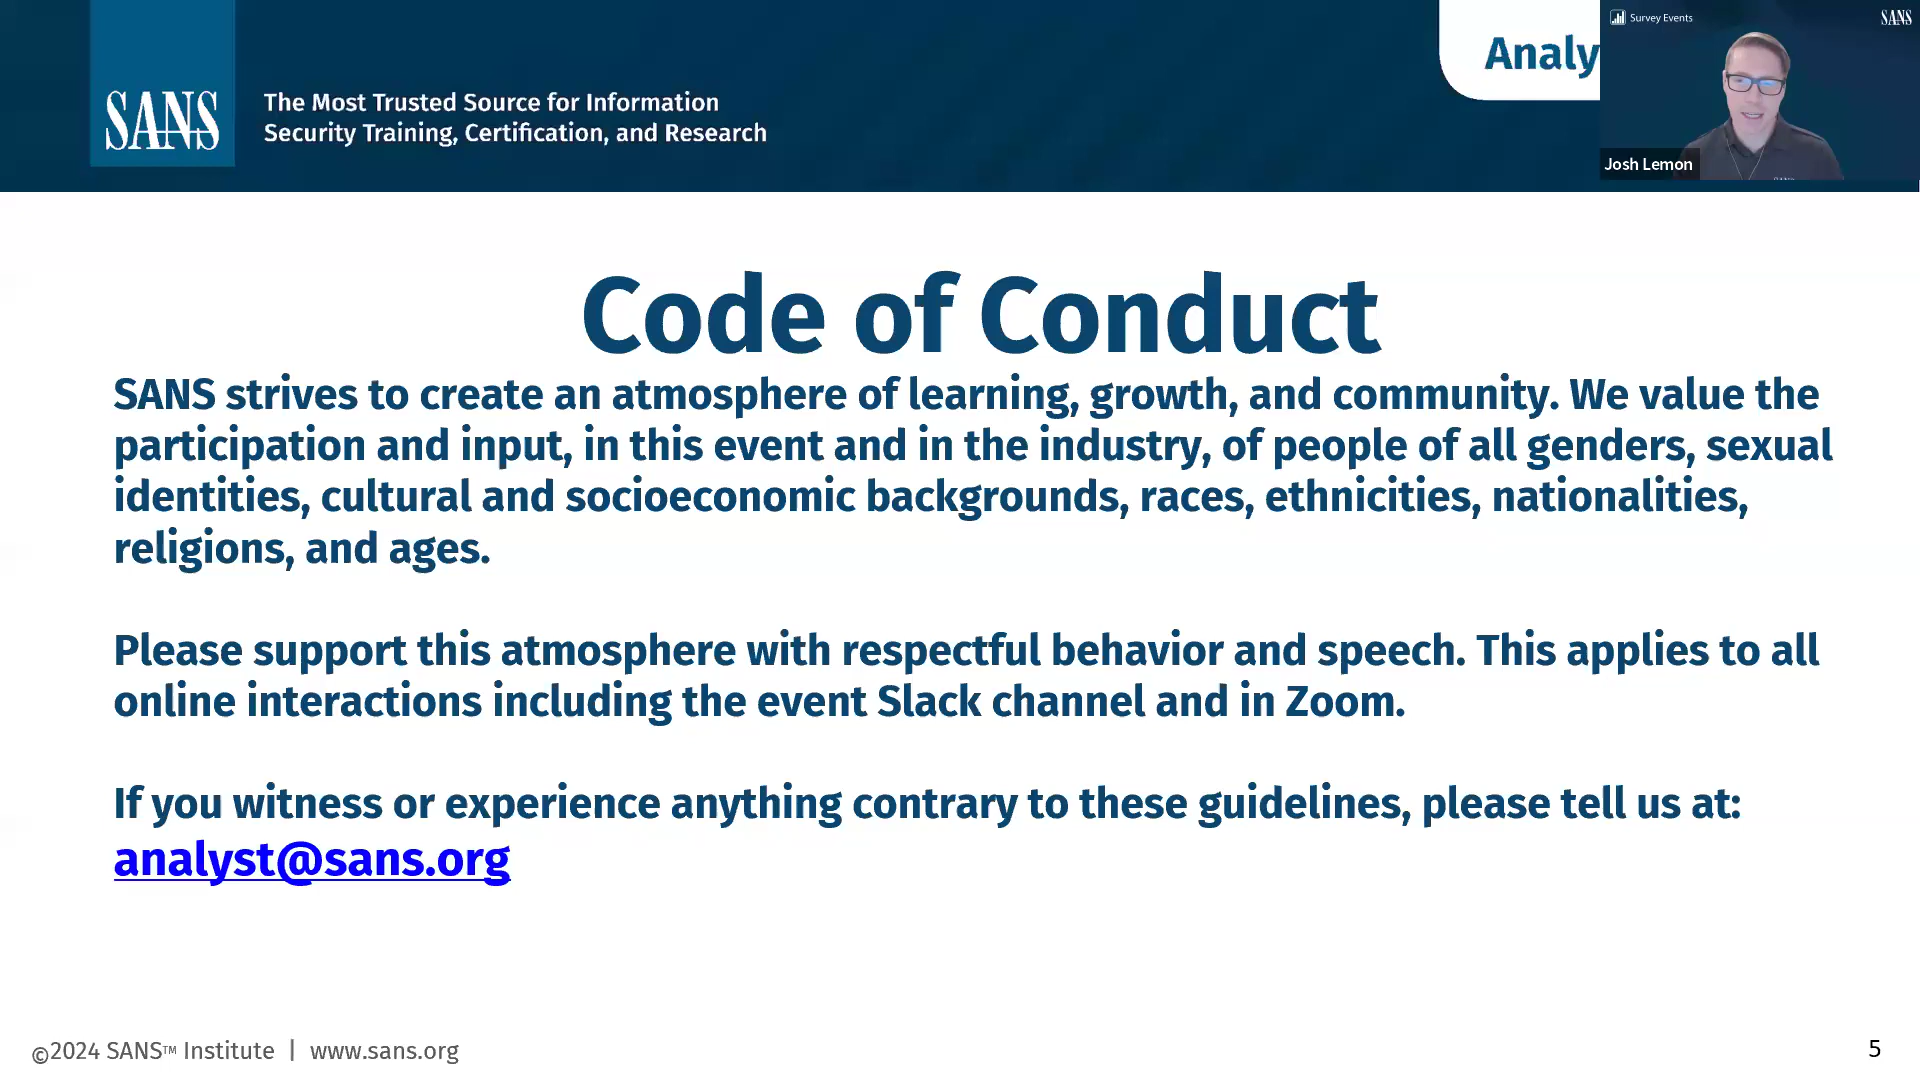 SANS
The Most Trusted Source for Information
Security Training, Certification, and Research
Analy
Survey Events
SANS
Josh Lemon
Code of Conduct
SANS strives to create an atmosphere of learning, growth, and community. We value the
participation and input, in this event and in the industry, of people of all genders, sexual
identities, cultural and socioeconomic backgrounds, races, ethnicities, nationalities,
religions, and ages.
Please support this atmosphere with respectful behavior and speech. This applies to all
online interactions including the event Slack channel and in Zoom.
If you witness or experience anything contrary to these guidelines, please tell us at:
analyst@sans.org
©2024 SANS™ Institute | www.sans.org
5